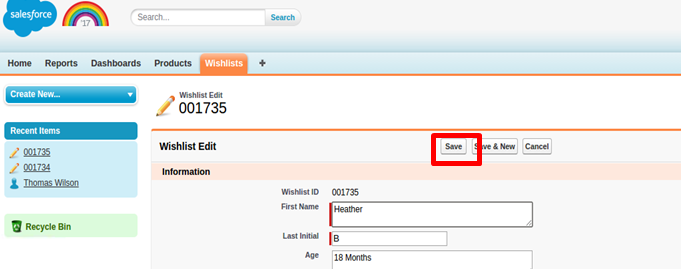 salesforce
'17
Search...
Search
Home Reports Dashboards Products Wishlists +
Create New...
Wishlist Edit
001735
Recent Items
001735
001734
Thomas Wilson
Recycle Bin
Wishlist Edit
Save
Save & New
Cancel
Information
Wishlist ID 001735
First Name Heather
Last Initial B
Age 18 Months